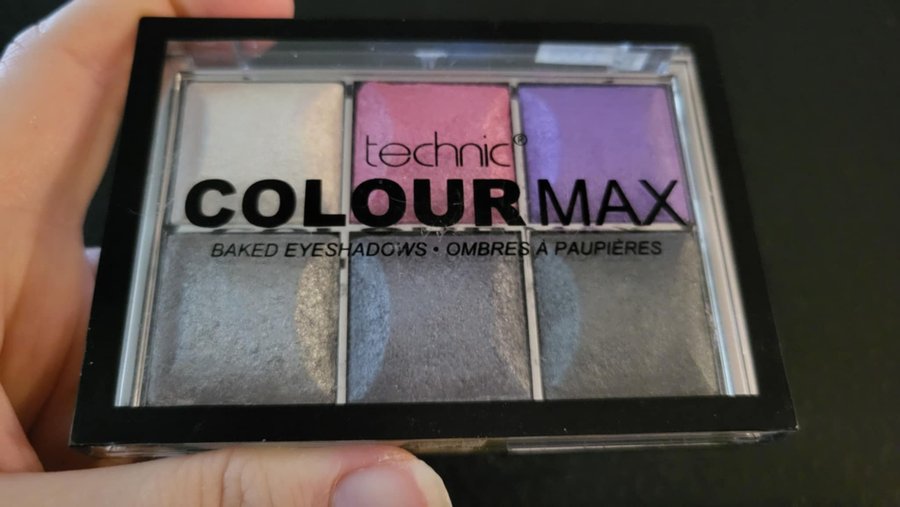 technic®
COLOURMAX
BAKED EYESHADOWS • OMBRES À PAUPIÈRES